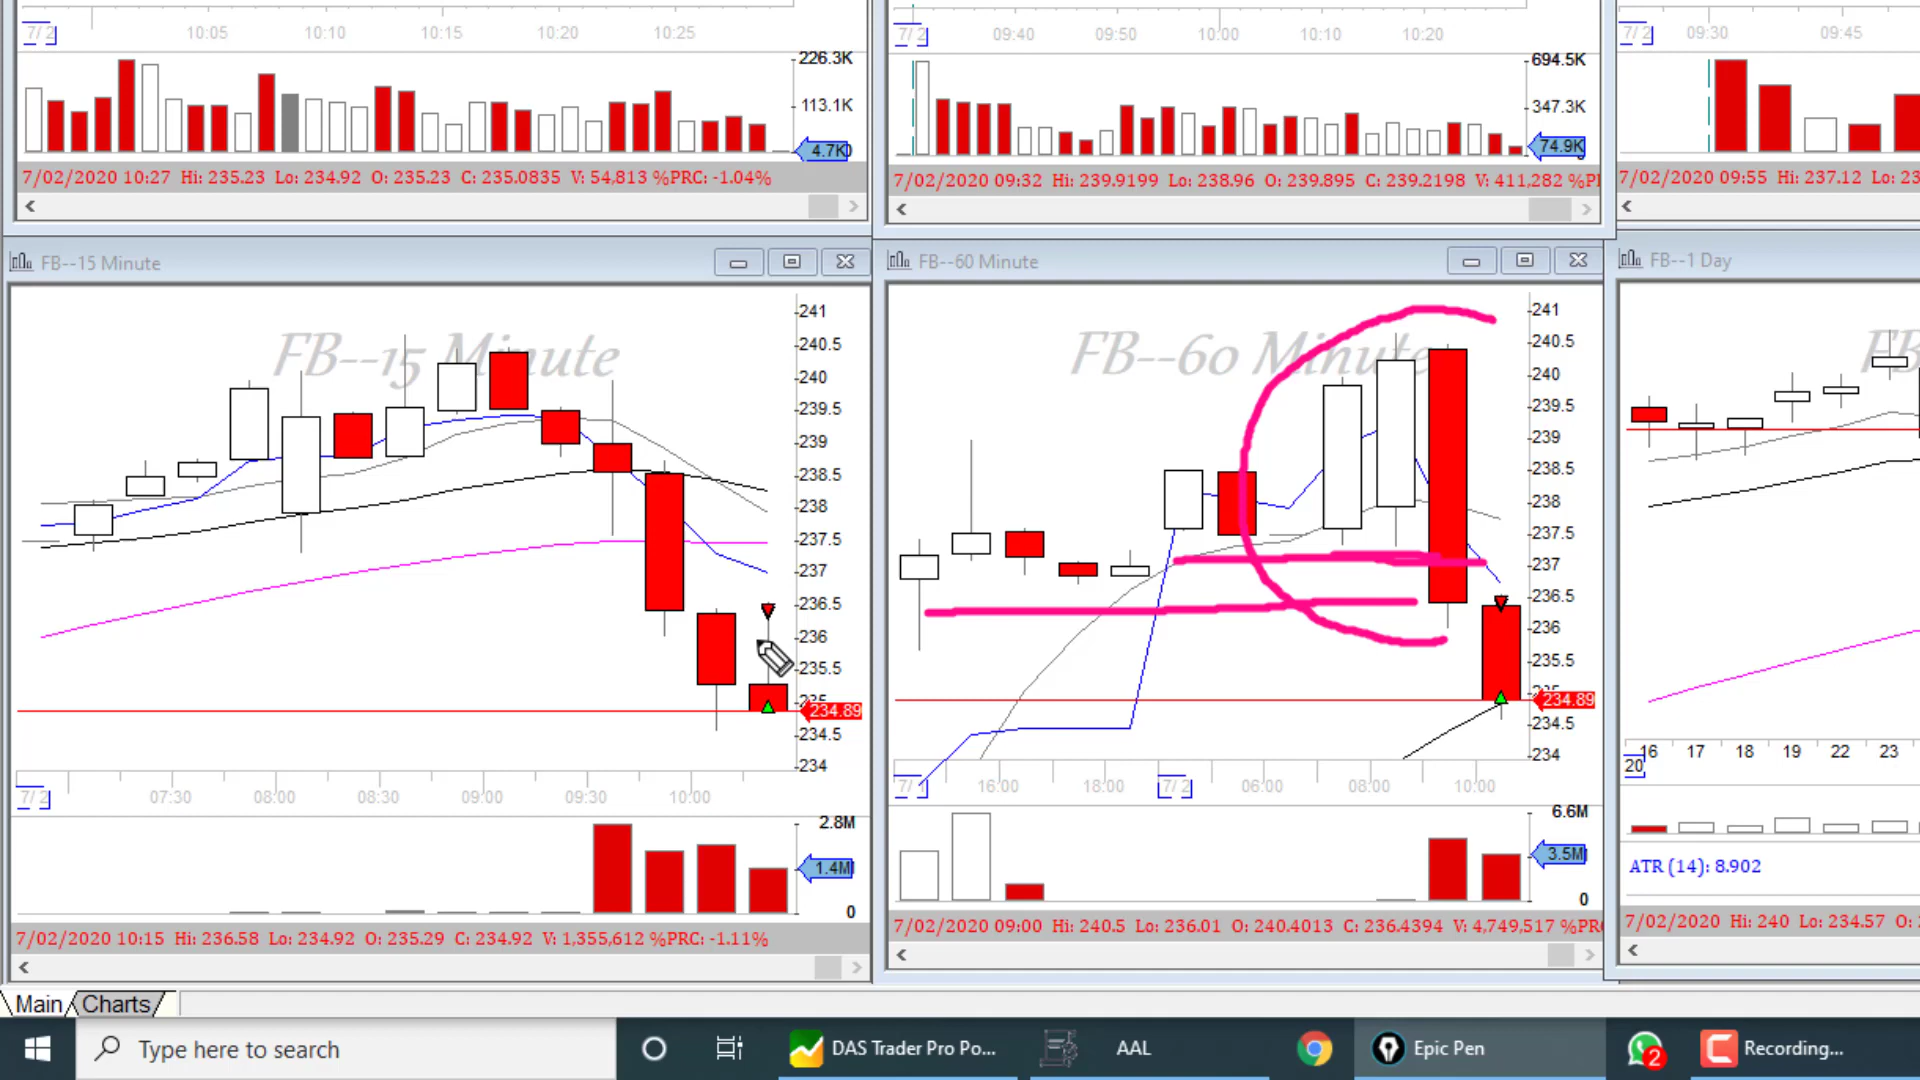 7/ 2 10:05 10:10 10:15 10:20 10:25
226.3K
113.1K
4.7K
7/02/2020 10:27 Hi: 235.23 Lo: 234.92 O: 235.23 C: 235.0835 V: 54,813 %PRC: -1.04%
7/ 2 09:40 09:50 10:00 10:10 10:20
694.5K
347.3K
74.9K
7/02/2020 09:32 Hi: 239.9199 Lo: 238.96 O: 239.895 C: 239.2198 V: 411,282 %PI
7/ 2 09:30 09:45
7/02/2020 09:55 Hi: 237.12 Lo: 23
FB--15 Minute
FB--15 Minute
241
240.5
240
239.5
239
238.5
238
237.5
237
236.5
236
235.5
234.89
234.5
234
7/ 2 07:30 08:00 08:30 09:00 09:30 10:00
2.8M
1.4M
0
7/02/2020 10:15 Hi: 236.58 Lo: 234.92 O: 235.29 C: 234.92 V: 1,355,612 %PRC: -1.11%
FB--60 Minute
FB--60 Minute
241
240.5
240
239.5
239
238.5
238
237.5
237
236.5
236
235.5
234.89
234.5
234
7/ 16:00 18:00 7/ 2 06:00 08:00 10:00
6.6M
3.5M
0
7/02/2020 09:00 Hi: 240.5 Lo: 236.01 O: 240.4013 C: 236.4394 V: 4,749,517 %PR
FB--1 Day
FB
16 17 18 19 22 23
20
ATR (14): 8.902
7/02/2020 Hi: 240 Lo: 234.57 O:
Main Charts
Type here to search
DAS Trader Pro Po...
AAL
Epic Pen
2
Recording...